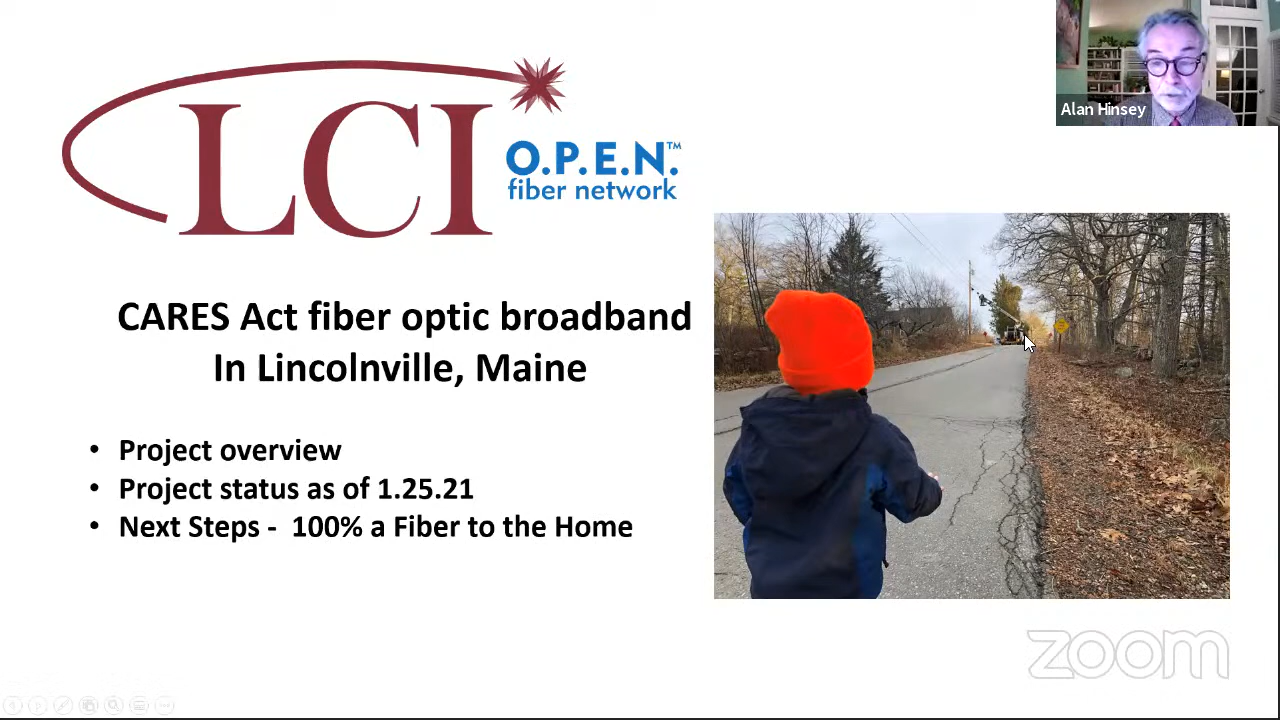 LCI
O.P.E.N.™
fiber network
Alan Hinsey
CARES Act fiber optic broadband
In Lincolnville, Maine
• Project overview
• Project status as of 1.25.21
• Next Steps -  100% a Fiber to the Home
zoom